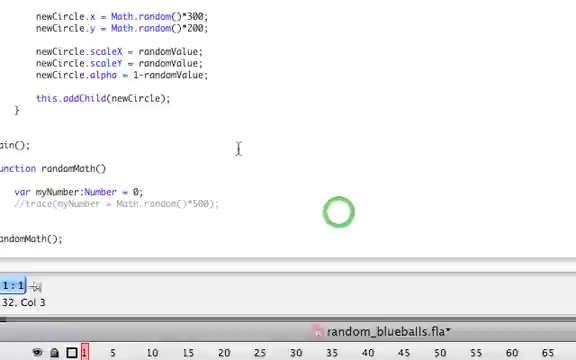 newCircle.x = Math.random()*300;
newCircle.y = Math.random()*200;
newCircle.scaleX = randomValue;
newCircle.scaleY = randomValue;
newCircle.alpha = 1-randomValue;
this.addChild(newCircle);
}
ain();
unction randomMath()
var myNumber:Number = 0;
//trace(myNumber + Math.random()*500);
andomMath();
1 : 1
32, Col 3
random_blueballs.fla*
1 5 10 15 20 25 30 35 40 45 50 55 60 65